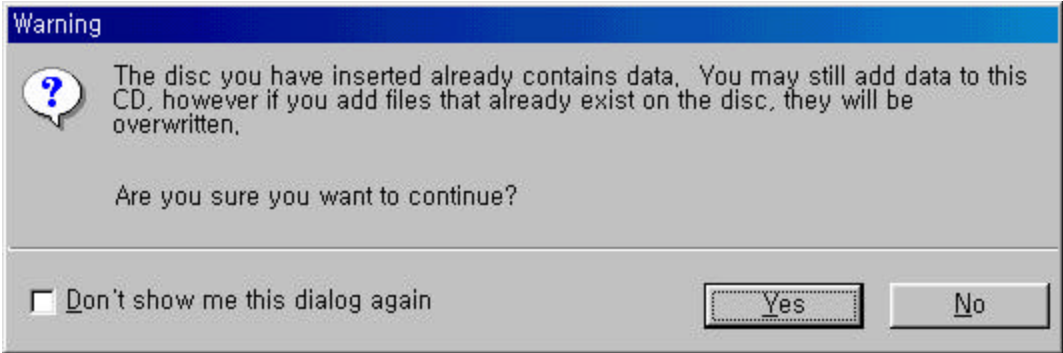 Warning
The disc you have inserted already contains data.  You may still add data to this
CD, however if you add files that already exist on the disc, they will be
overwritten.
Are you sure you want to continue?
Don't show me this dialog again
Yes
No